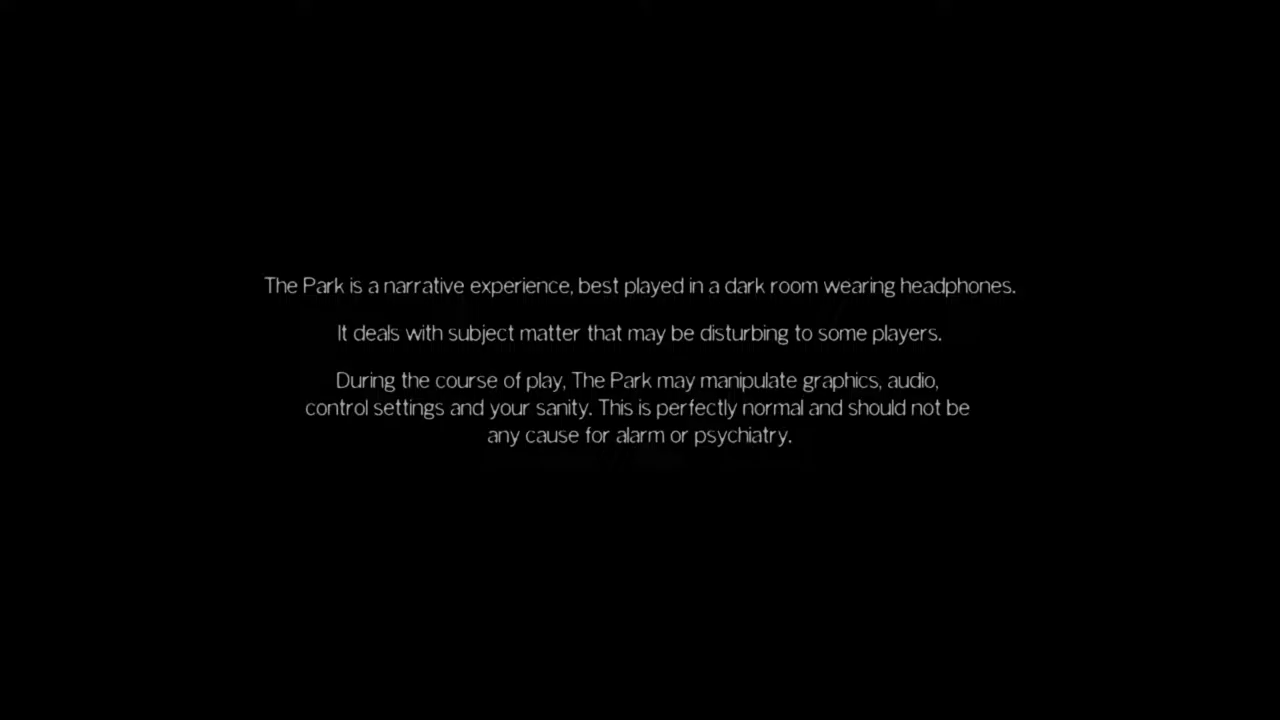 The Park is a narrative experience, best played in a dark room wearing headphones.
It deals with subject matter that may be disturbing to some players.
During the course of play, The Park may manipulate graphics, audio,
control settings and your sanity. This is perfectly normal and should not be
any cause for alarm or psychiatry.